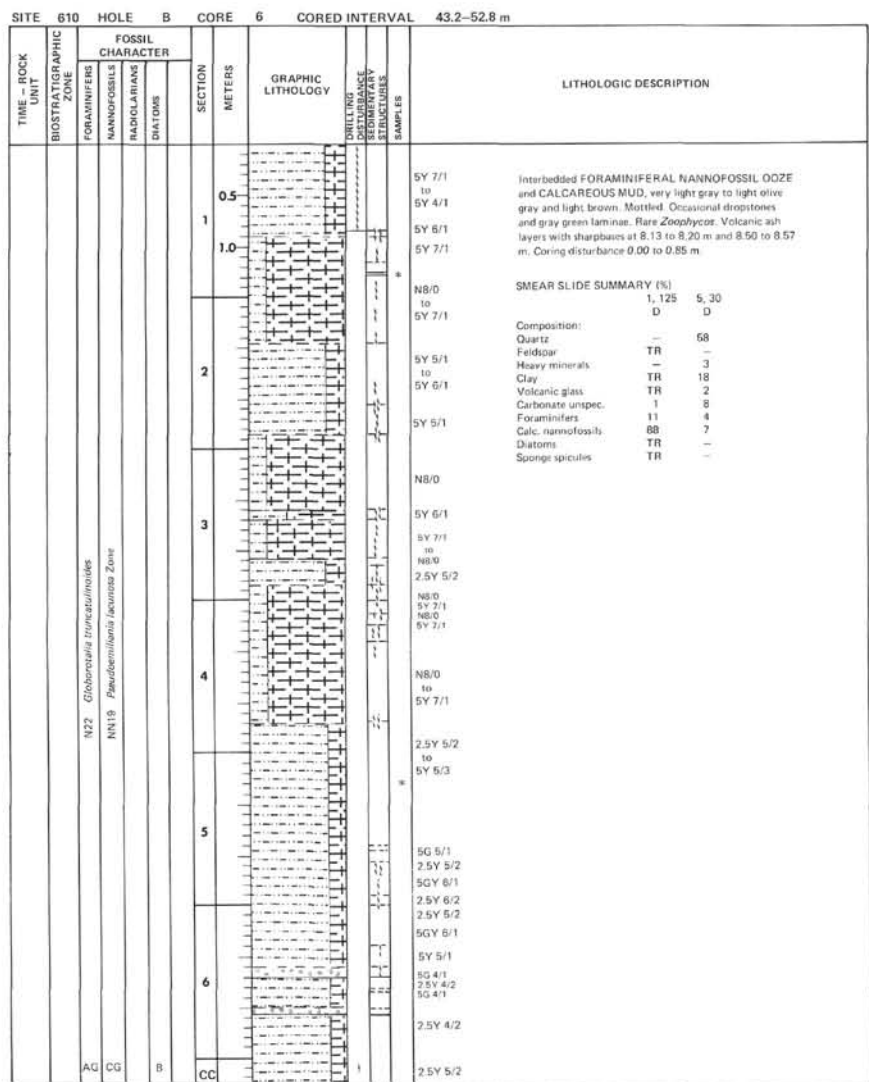 SITE 610 HOLE B CORE 6 CORED INTERVAL 43.2–52.8 m
TIME – ROCK UNIT
BIOSTRATIGRAPHIC ZONE
FOSSIL CHARACTER
FORAMINIFERS
NANNOFOSSILS
RADIOLARIANS
DIATOMS
SECTION
METERS
GRAPHIC LITHOLOGY
DRILLING DISTURBANCE
SEDIMENTARY STRUCTURES
SAMPLES
LITHOLOGIC DESCRIPTION
N22 Globorotalia truncatulinoides
NN19 Pseudoemiliania lacunosa Zone
AG CG B
1
0.5
1.0
2
3
4
5
6
CC
*
*
5Y 7/1
to
5Y 4/1
5Y 6/1
5Y 7/1
N8/0
to
5Y 7/1
5Y 5/1
to
5Y 6/1
5Y 5/1
N8/0
5Y 6/1
5Y 7/1
to
N8/0
2.5Y 5/2
N8/0
5Y 7/1
N8/0
5Y 7/1
N8/0
to
5Y 7/1
2.5Y 5/2
to
5Y 5/3
5G 5/1
2.5Y 5/2
5GY 6/1
2.5Y 6/2
2.5Y 5/2
5GY 6/1
5Y 5/1
5G 4/1
2.5Y 4/2
5G 4/1
2.5Y 4/2
2.5Y 5/2
Interbedded FORAMINIFERAL NANNOFOSSIL OOZE
and CALCAREOUS MUD, very light gray to light olive
gray and light brown. Mottled. Occasional dropstones
and gray green laminae. Rare Zoophycos. Volcanic ash
layers with sharpbases at 8.13 to 8.20 m and 8.50 to 8.57
m. Coring disturbance 0.00 to 0.85 m.
SMEAR SLIDE SUMMARY (%)
1, 125 5, 30
D D
Composition:
Quartz – 58
Feldspar TR –
Heavy minerals – 3
Clay TR 18
Volcanic glass TR 2
Carbonate unspec. 1 8
Foraminifers 11 4
Calc. nannofossils 88 7
Diatoms TR –
Sponge spicules TR –